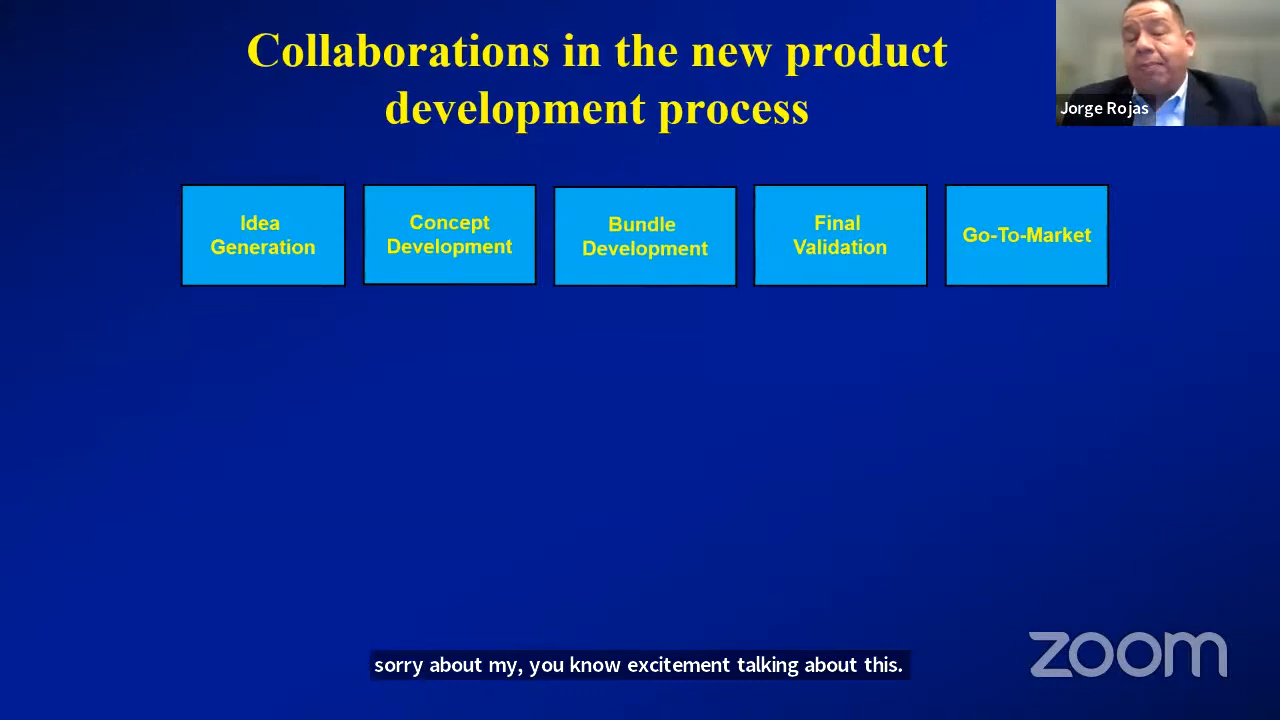 Collaborations in the new product
development process
Jorge Rojas
Idea
Generation
Concept
Development
Bundle
Development
Final
Validation
Go-To-Market
sorry about my, you know excitement talking about this.
zoom